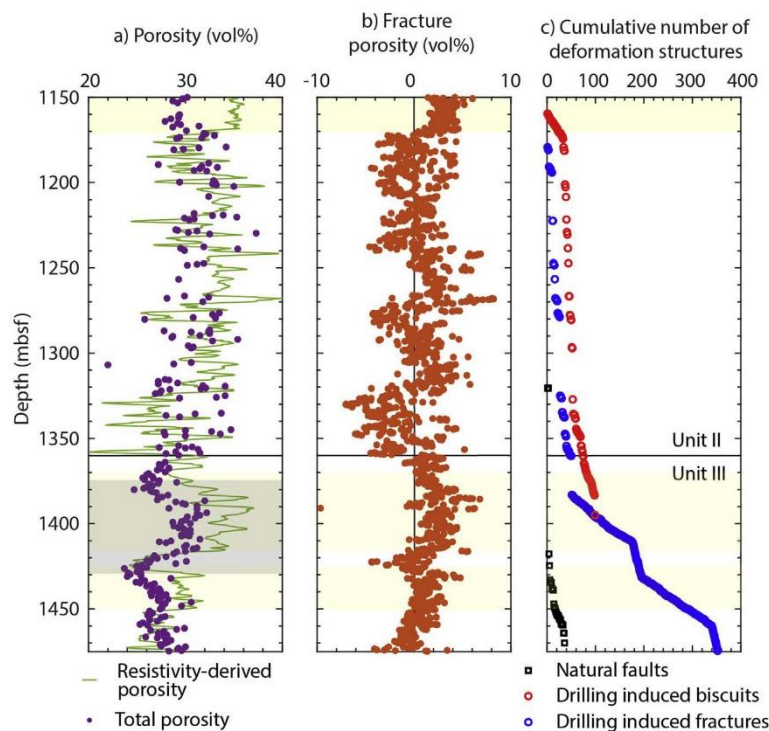 a) Porosity (vol%)
b) Fracture
porosity (vol%)
c) Cumulative number of
deformation structures
20 30 40
-10 0 10
0 100 200 300 400
1150
1200
1250
1300
1350
1400
1450
Depth (mbsf)
Unit II
Unit III
Resistivity-derived
porosity
Total porosity
Natural faults
Drilling induced biscuits
Drilling induced fractures